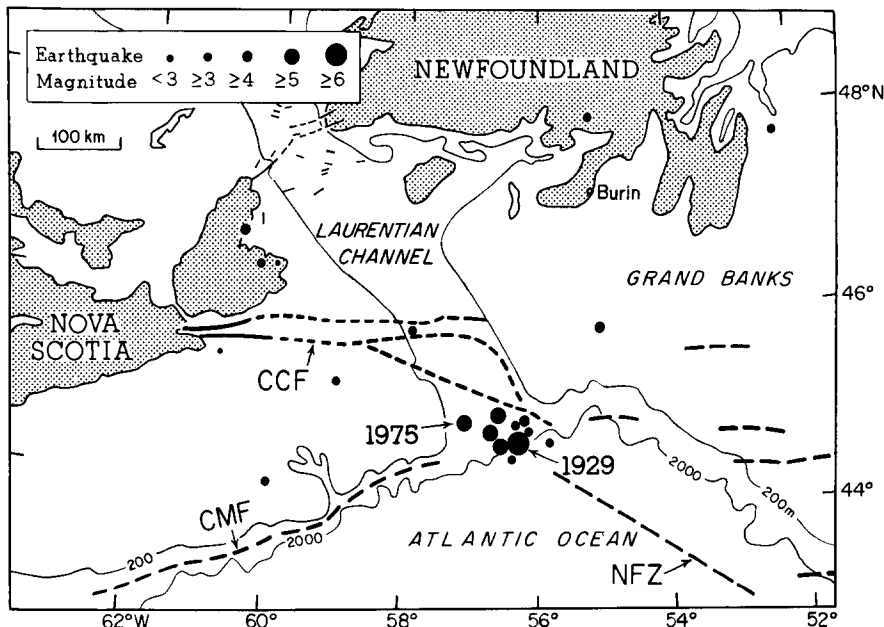 Earthquake
Magnitude <3 ≥3 ≥4 ≥5 ≥6
NEWFOUNDLAND
48°N
100 km
Burin
LAURENTIAN
CHANNEL
GRAND BANKS
46°
NOVA
SCOTIA
CCF
1975
1929
2000
200m
44°
CMF
200
2000
ATLANTIC OCEAN
NFZ
62°W 60° 58° 56° 54° 52°